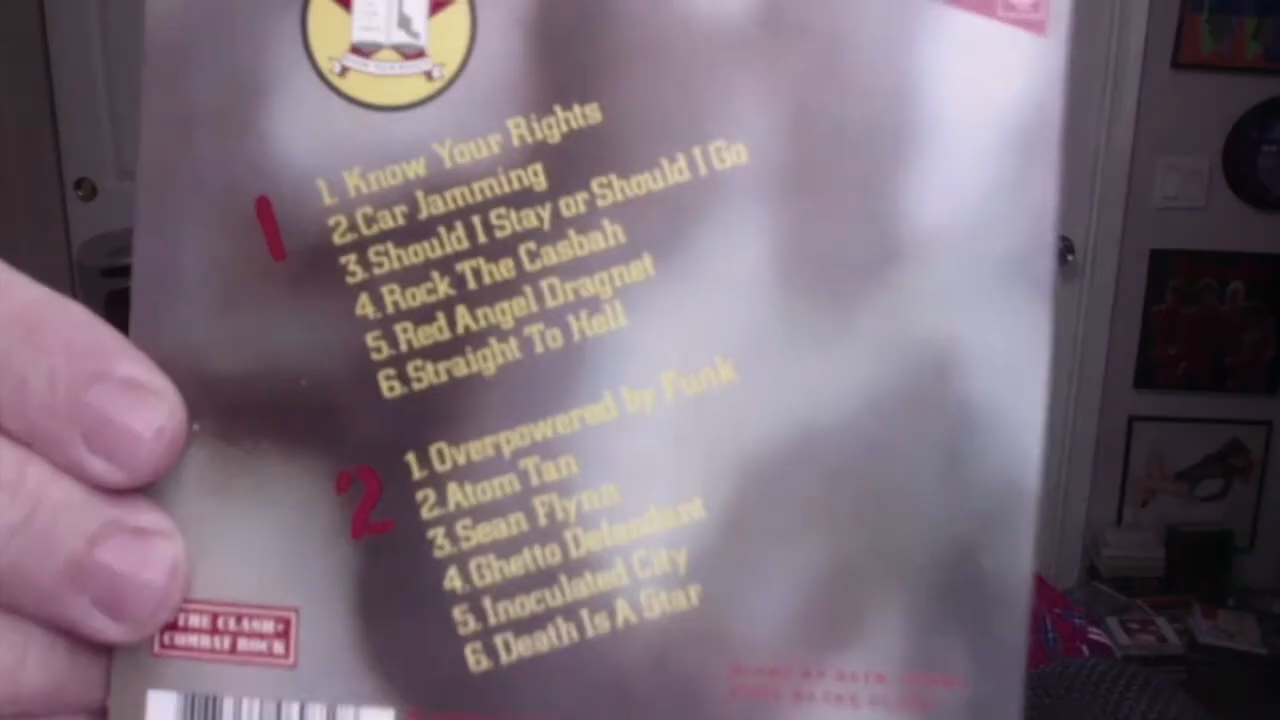 1
1. Know Your Rights
2. Car Jamming
3. Should I Stay or Should I Go
4. Rock The Casbah
5. Red Angel Dragnet
6. Straight To Hell
2
1. Overpowered by Funk
2. Atom Tan
3. Sean Flynn
4. Ghetto Defendant
5. Inoculated City
6. Death Is A Star
THE CLASH•
COMBAT ROCK